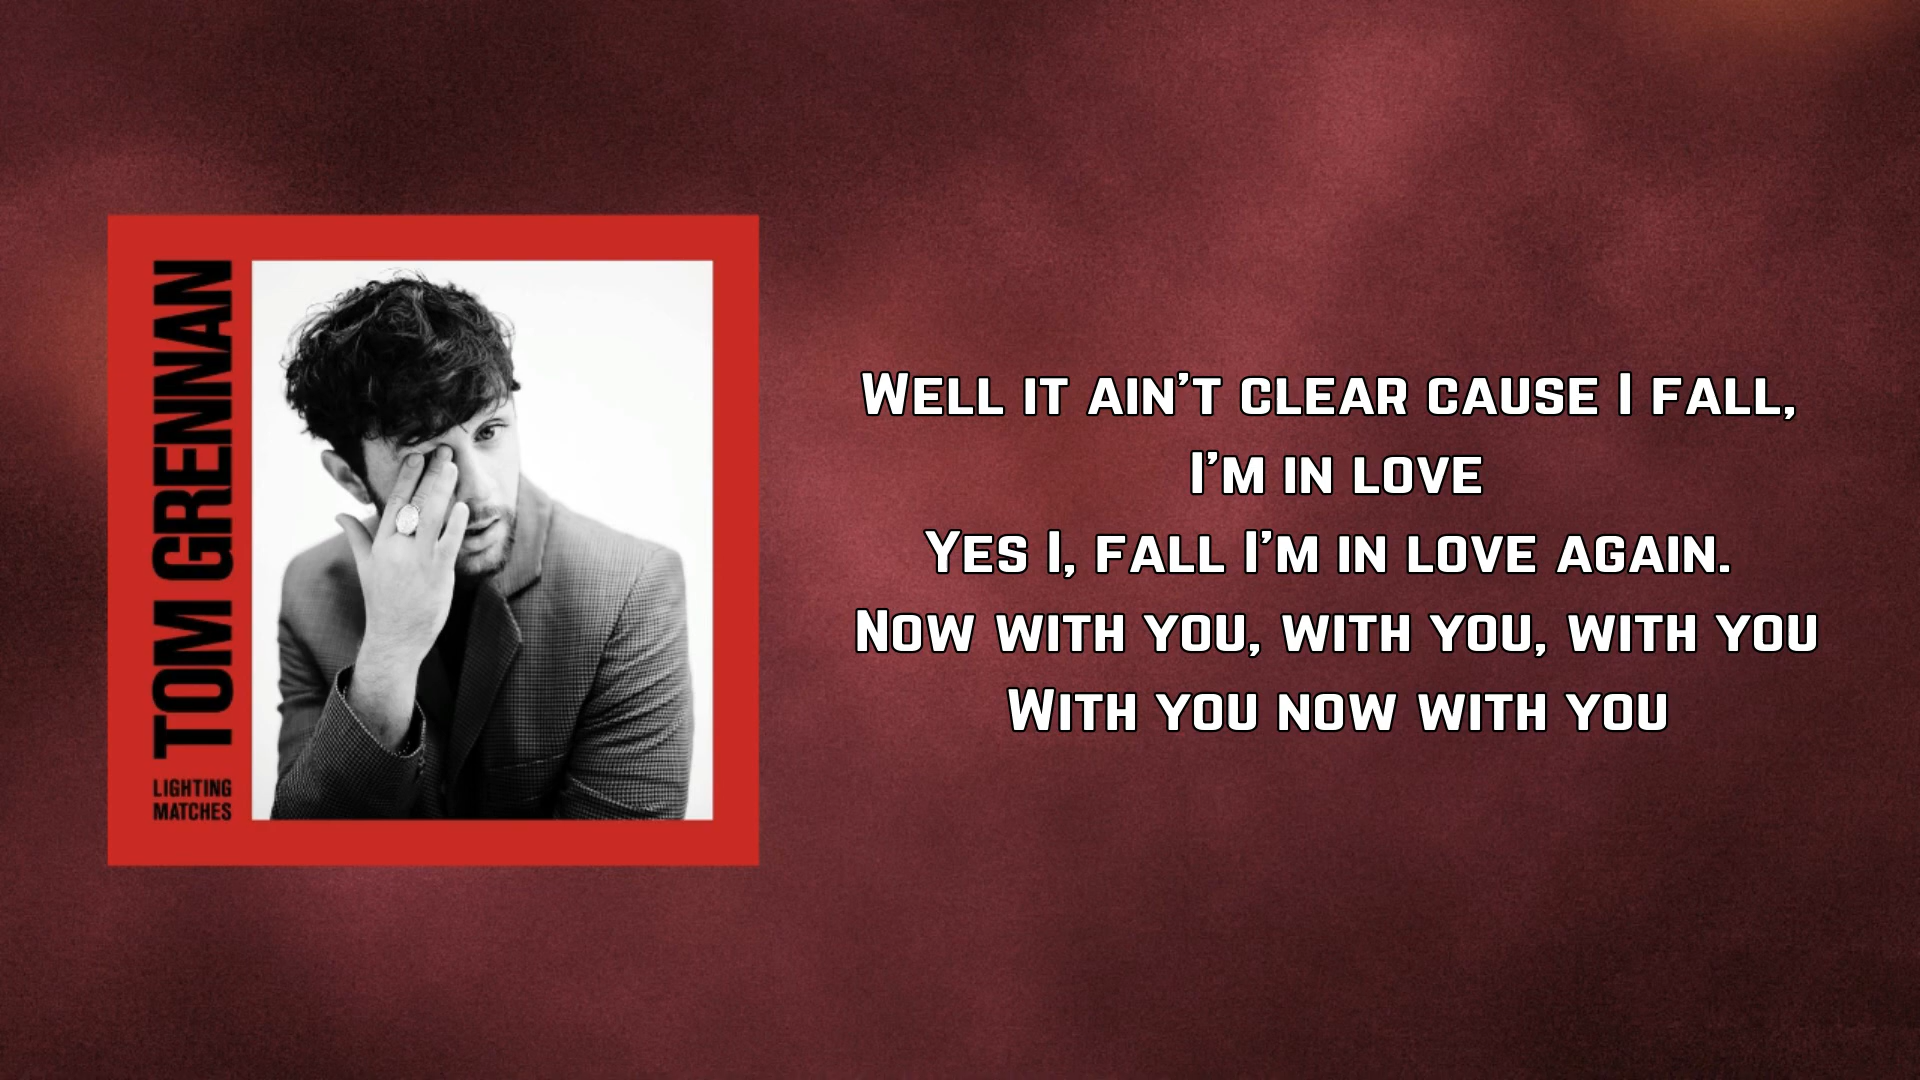 TOM GRENNAN
LIGHTING
MATCHES
Well it ain't clear cause I fall,
I'm in love
Yes I, fall I'm in love again.
Now with you, with you, with you
With you now with you